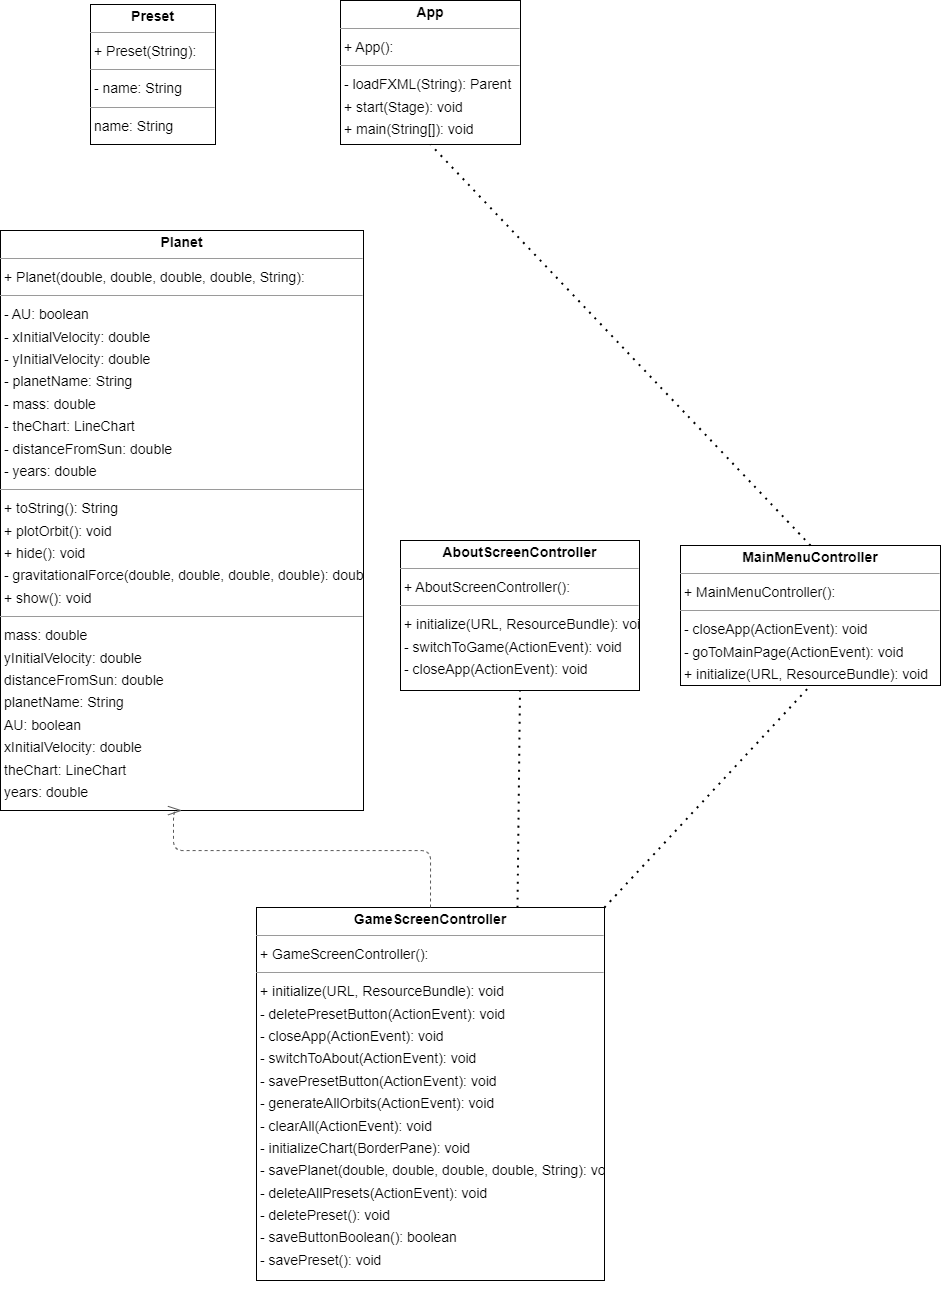 Preset
+ Preset(String):
- name: String
name: String
App
+ App():
- loadFXML(String): Parent
+ start(Stage): void
+ main(String[]): void
Planet
+ Planet(double, double, double, double, String):
- AU: boolean
- xInitialVelocity: double
- yInitialVelocity: double
- planetName: String
- mass: double
- theChart: LineChart
- distanceFromSun: double
- years: double
+ toString(): String
+ plotOrbit(): void
+ hide(): void
- gravitationalForce(double, double, double, double): doub
+ show(): void
mass: double
yInitialVelocity: double
distanceFromSun: double
planetName: String
AU: boolean
xInitialVelocity: double
theChart: LineChart
years: double
AboutScreenController
+ AboutScreenController():
+ initialize(URL, ResourceBundle): voi
- switchToGame(ActionEvent): void
- closeApp(ActionEvent): void
MainMenuController
+ MainMenuController():
- closeApp(ActionEvent): void
- goToMainPage(ActionEvent): void
+ initialize(URL, ResourceBundle): void
GameScreenController
+ GameScreenController():
+ initialize(URL, ResourceBundle): void
- deletePresetButton(ActionEvent): void
- closeApp(ActionEvent): void
- switchToAbout(ActionEvent): void
- savePresetButton(ActionEvent): void
- generateAllOrbits(ActionEvent): void
- clearAll(ActionEvent): void
- initializeChart(BorderPane): void
- savePlanet(double, double, double, double, String): vo
- deleteAllPresets(ActionEvent): void
- deletePreset(): void
- saveButtonBoolean(): boolean
- savePreset(): void